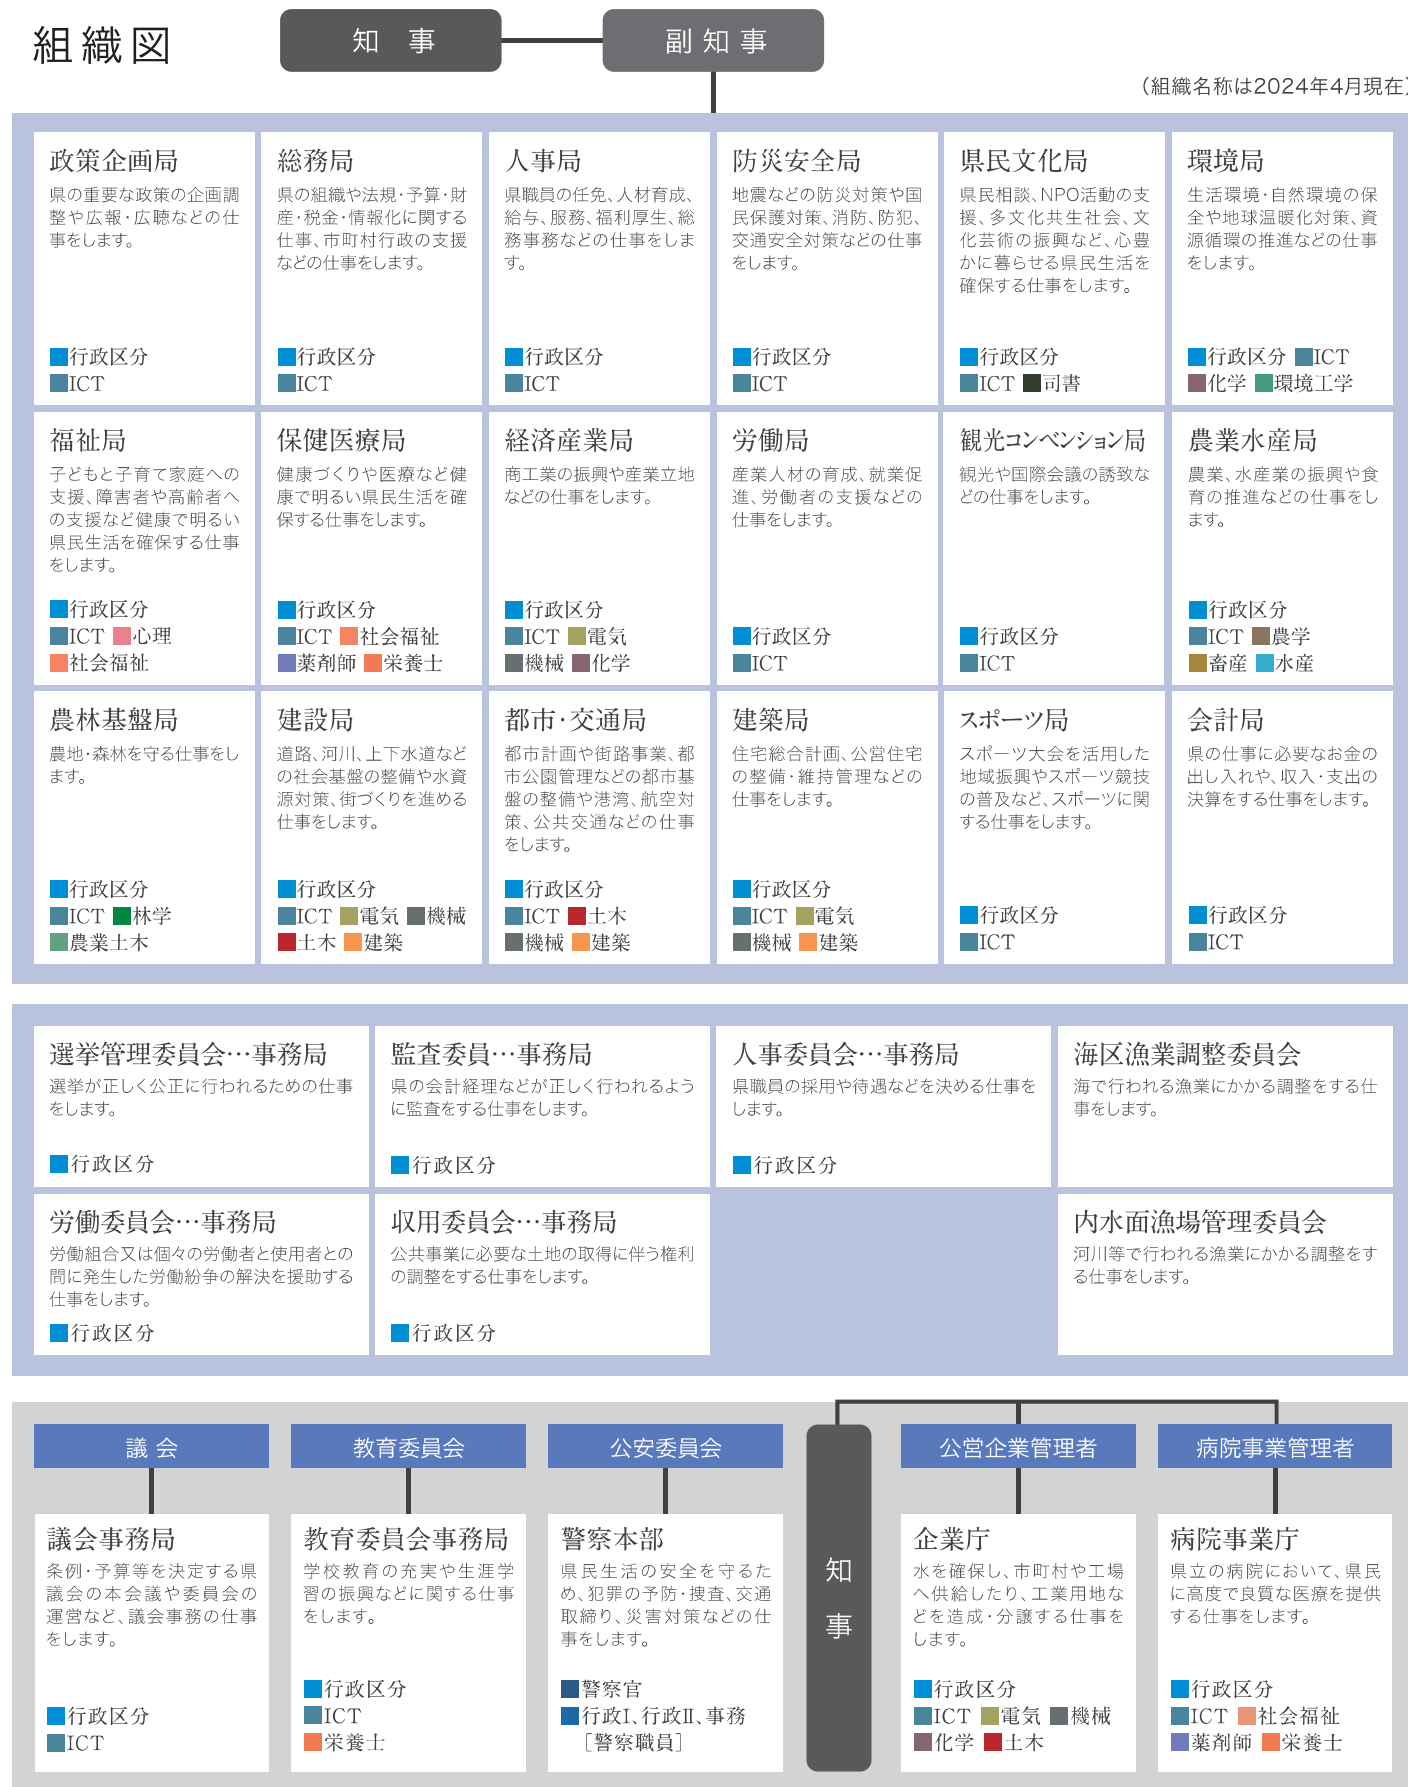 組織図
知 事
副知事
（組織名称は2024年4月現在）
政策企画局
県の重要な政策の企画調
整や広報・広聴などの仕
事をします。
行政区分
ICT
総務局
県の組織や法規・予算・財
産・税金・情報化に関する
仕事、市町村行政の支援
などの仕事をします。
行政区分
ICT
人事局
県職員の任免、人材育成、
給与、服務、福利厚生、総
務事務などの仕事をしま
す。
行政区分
ICT
防災安全局
地震などの防災対策や国
民保護対策、消防、防犯、
交通安全対策などの仕事
をします。
行政区分
ICT
県民文化局
県民相談、NPO活動の支
援、多文化共生社会、文
化芸術の振興など、心豊
かに暮らせる県民生活を
確保する仕事をします。
行政区分
ICT 司書
環境局
生活環境・自然環境の保
全や地球温暖化対策、資
源循環の推進などの仕事
をします。
行政区分 ICT
化学 環境工学
福祉局
子どもと子育て家庭への
支援、障害者や高齢者へ
の支援など健康で明るい
県民生活を確保する仕事
をします。
行政区分
ICT 心理
社会福祉
保健医療局
健康づくりや医療など健
康で明るい県民生活を確
保する仕事をします。
行政区分
ICT 社会福祉
薬剤師 栄養士
経済産業局
商工業の振興や産業立地
などの仕事をします。
行政区分
ICT 電気
機械 化学
労働局
産業人材の育成、就業促
進、労働者の支援などの
仕事をします。
行政区分
ICT
観光コンベンション局
観光や国際会議の誘致な
どの仕事をします。
行政区分
ICT
農業水産局
農業、水産業の振興や食
育の推進などの仕事をし
ます。
行政区分
ICT 農学
畜産 水産
農林基盤局
農地・森林を守る仕事をし
ます。
行政区分
ICT 林学
農業土木
建設局
道路、河川、上下水道など
の社会基盤の整備や水資
源対策、街づくりを進める
仕事をします。
行政区分
ICT 電気 機械
土木 建築
都市・交通局
都市計画や街路事業、都
市公園管理などの都市基
盤の整備や港湾、航空対
策、公共交通などの仕事
をします。
行政区分
ICT 土木
機械 建築
建築局
住宅総合計画、公営住宅
の整備・維持管理などの
仕事をします。
行政区分
ICT 電気
機械 建築
スポーツ局
スポーツ大会を活用した
地域振興やスポーツ競技
の普及など、スポーツに関
する仕事をします。
行政区分
ICT
会計局
県の仕事に必要なお金の
出し入れや、収入・支出の
決算をする仕事をします。
行政区分
ICT
選挙管理委員会…事務局
選挙が正しく公正に行われるための仕事
をします。
行政区分
監査委員…事務局
県の会計経理などが正しく行われるよう
に監査をする仕事をします。
行政区分
人事委員会…事務局
県職員の採用や待遇などを決める仕事を
します。
行政区分
海区漁業調整委員会
海で行われる漁業にかかる調整をする仕
事をします。
労働委員会…事務局
労働組合又は個々の労働者と使用者との
間に発生した労働紛争の解決を援助する
仕事をします。
行政区分
収用委員会…事務局
公共事業に必要な土地の取得に伴う権利
の調整をする仕事をします。
行政区分
内水面漁場管理委員会
河川等で行われる漁業にかかる調整をす
る仕事をします。
議会
議会事務局
条例・予算等を決定する県
議会の本会議や委員会の
運営など、議会事務の仕事
をします。
行政区分
ICT
教育委員会
教育委員会事務局
学校教育の充実や生涯学
習の振興などに関する仕事
をします。
行政区分
ICT
栄養士
公安委員会
警察本部
県民生活の安全を守るた
め、犯罪の予防・捜査、交通
取締り、災害対策などの仕
事をします。
警察官
行政Ⅰ、行政Ⅱ、事務
［警察職員］
知事
公営企業管理者
企業庁
水を確保し、市町村や工場
へ供給したり、工業用地な
どを造成・分譲する仕事を
します。
行政区分
ICT 電気 機械
化学 土木
病院事業管理者
病院事業庁
県立の病院において、県民
に高度で良質な医療を提供
する仕事をします。
行政区分
ICT 社会福祉
薬剤師 栄養士